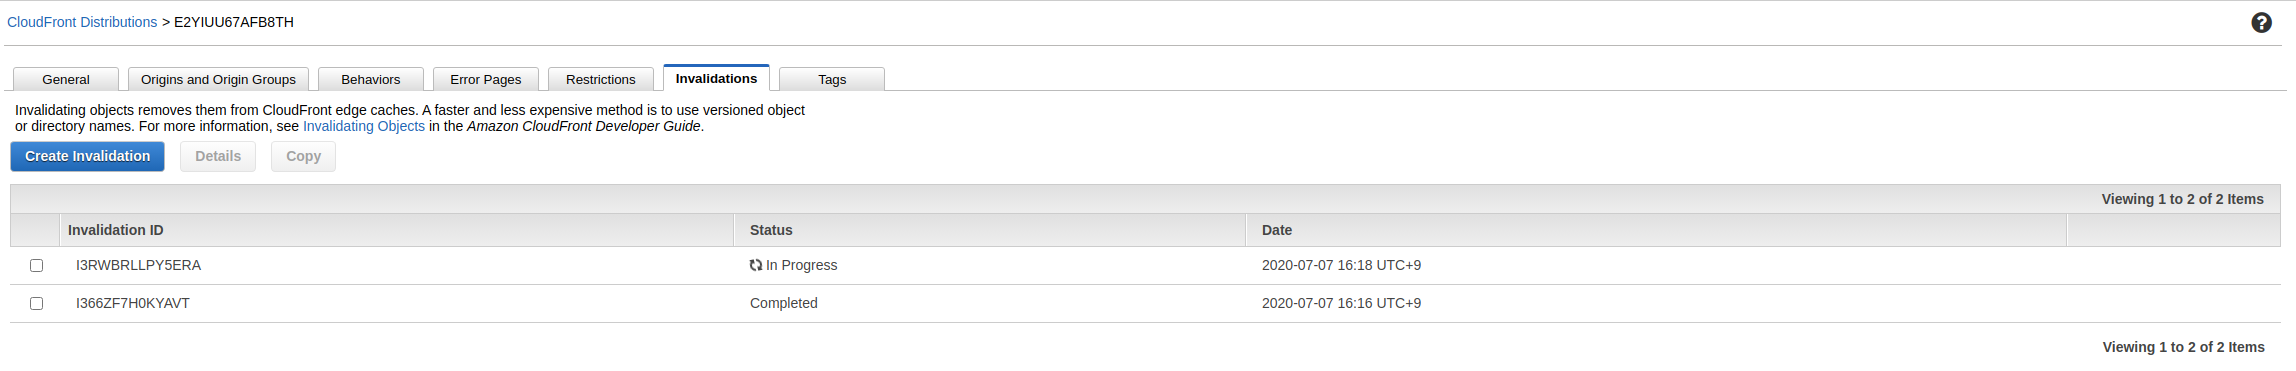 CloudFront Distributions > E2YIUU67AFB8TH
General Origins and Origin Groups Behaviors Error Pages Restrictions Invalidations Tags
Invalidating objects removes them from CloudFront edge caches. A faster and less expensive method is to use versioned object
or directory names. For more information, see Invalidating Objects in the Amazon CloudFront Developer Guide.
Create Invalidation Details Copy
Viewing 1 to 2 of 2 Items
Invalidation ID Status Date
I3RWBRLLPY5ERA In Progress 2020-07-07 16:18 UTC+9
I366ZF7H0KYAVT Completed 2020-07-07 16:16 UTC+9
Viewing 1 to 2 of 2 Items